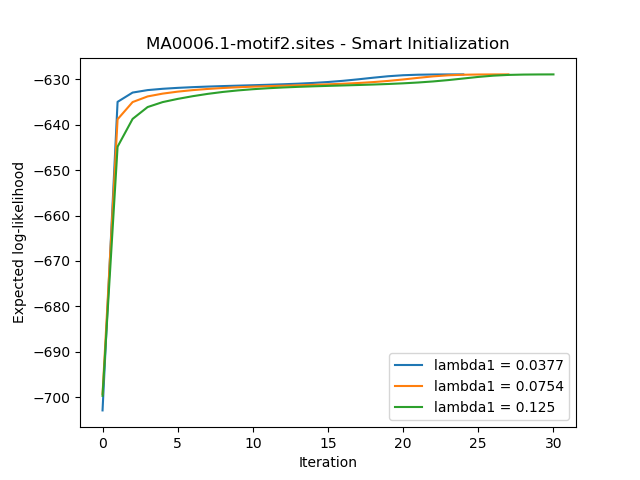 MA0006.1-motif2.sites - Smart Initialization
Expected log-likelihood
−630
−640
−650
−660
−670
−680
−690
−700
lambda1 = 0.0377
lambda1 = 0.0754
lambda1 = 0.125
0 5 10 15 20 25 30
Iteration